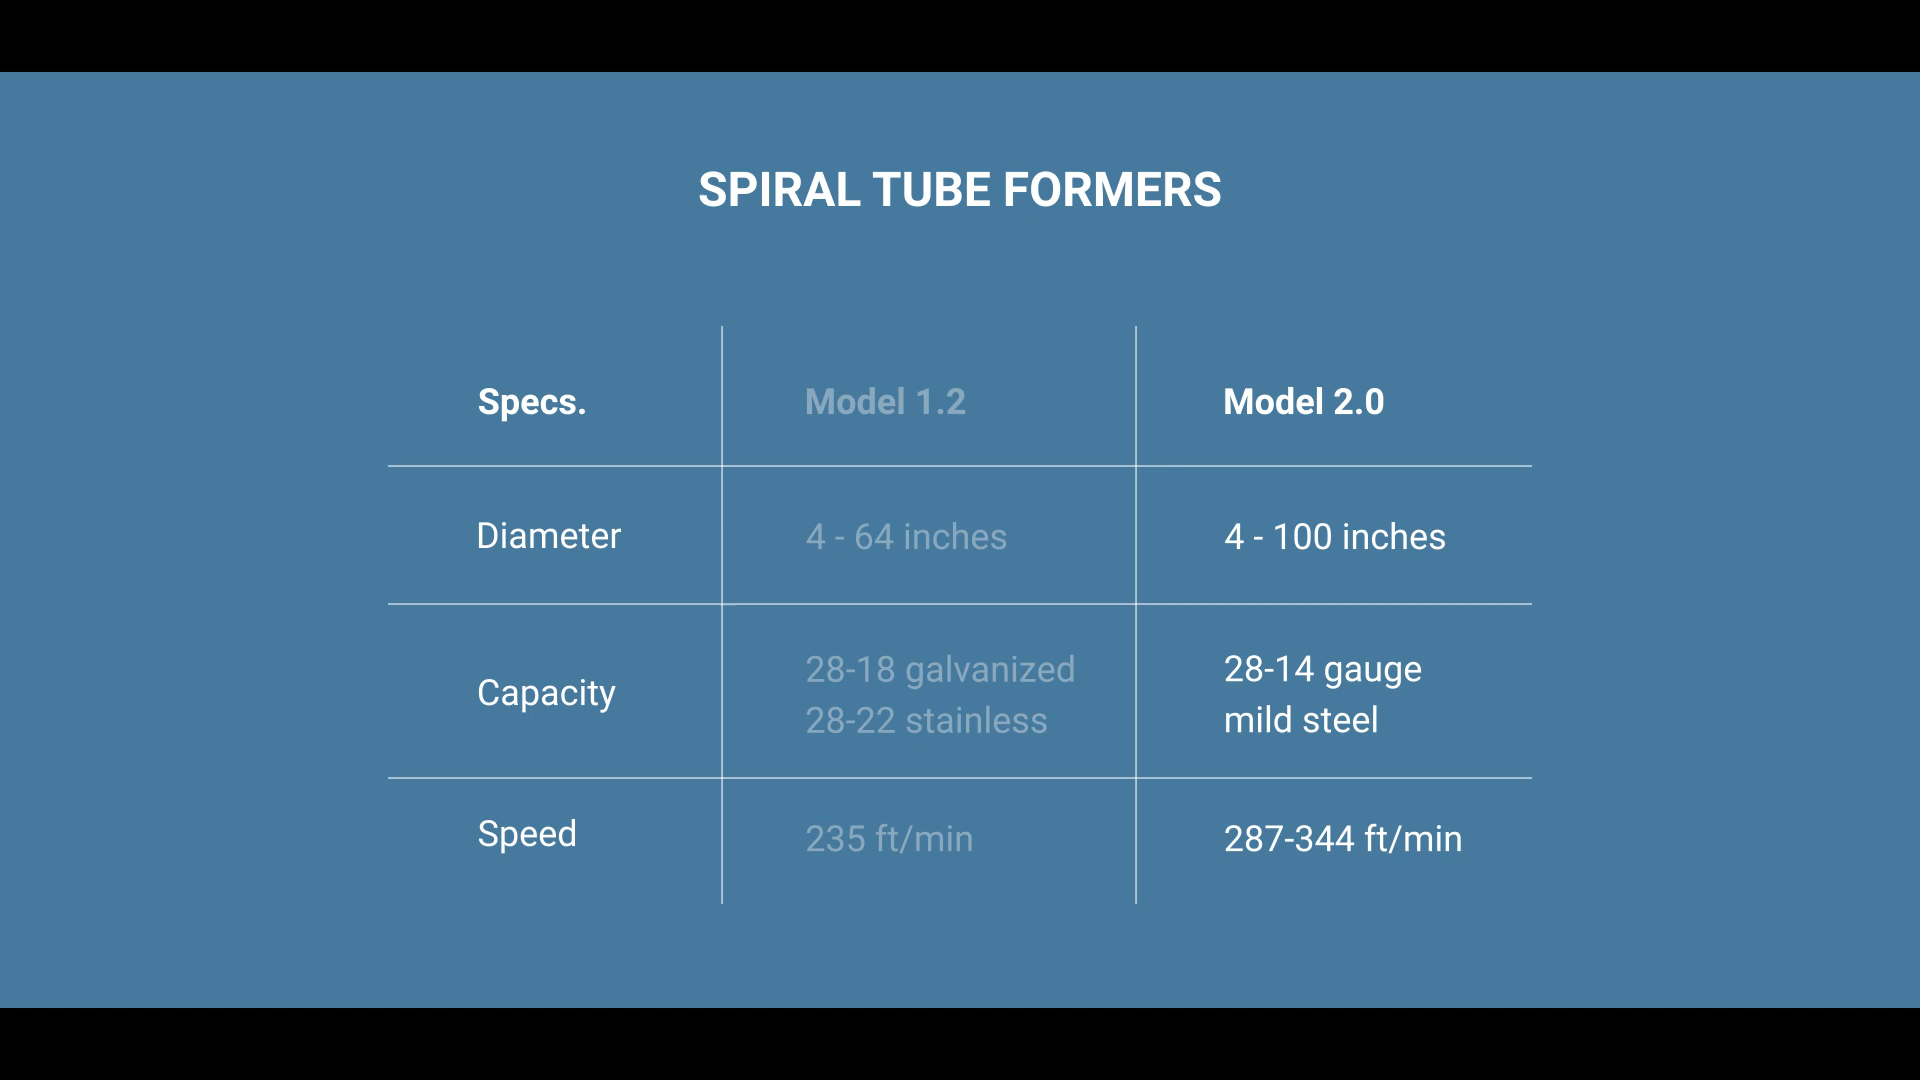 SPIRAL TUBE FORMERS
Specs.
Model 1.2
Model 2.0
Diameter
4 - 64 inches
4 - 100 inches
Capacity
28-18 galvanized
28-22 stainless
28-14 gauge
mild steel
Speed
235 ft/min
287-344 ft/min